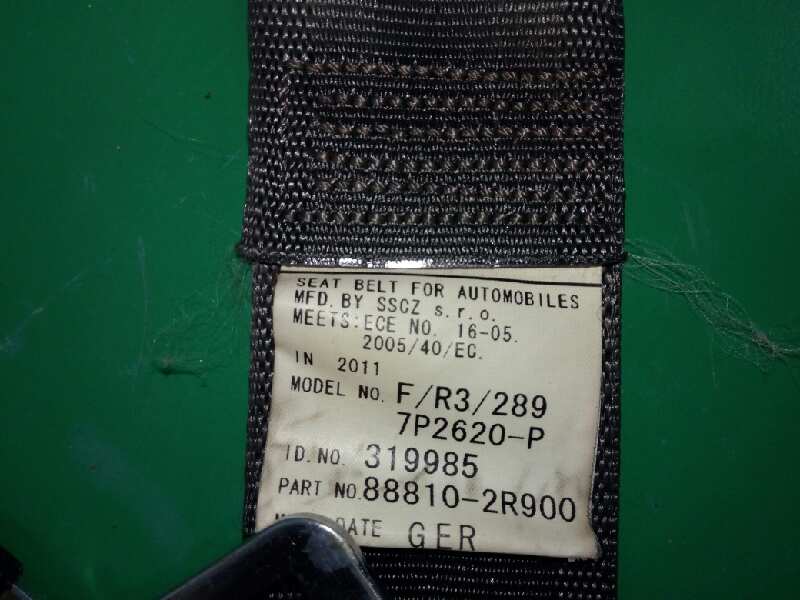 SEAT BELT FOR AUTOMOBILES
MFD. BY SSCZ s.r.o.
MEETS:ECE NO. 16-05.
2005/40/EC.
IN 2011
MODEL NO. F/R3/289
7P2620-P
ID.NO. 319985
PART NO.88810-2R900
DATE GER